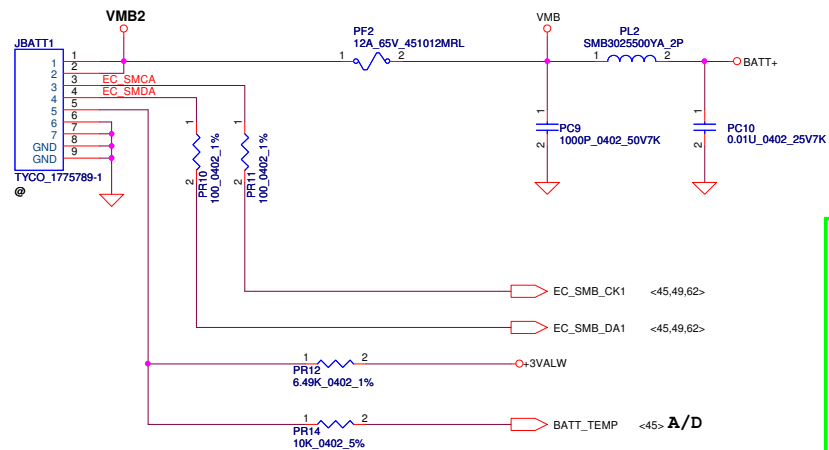 VMB2
JBATT1
PF2
12A_65V_451012MRL
VMB
PL2
SMB3025500YA_2P
1 1
2 2
3 3
4 4
5 5
6 6
7 7
GND 8
GND 9
EC_SMCA
EC_SMDA
1 2
1 2
BATT+
TYCO_1775789-1
@
1 2
PR10
100_0402_1%
1 2
PR11
100_0402_1%
1
2
PC9
1000P_0402_50V7K
1
2
PC10
0.01U_0402_25V7K
EC_SMB_CK1 <45,49,62>
EC_SMB_DA1 <45,49,62>
1 2
+3VALW
PR12
6.49K_0402_1%
1 2
BATT_TEMP <45> A/D
PR14
10K_0402_5%